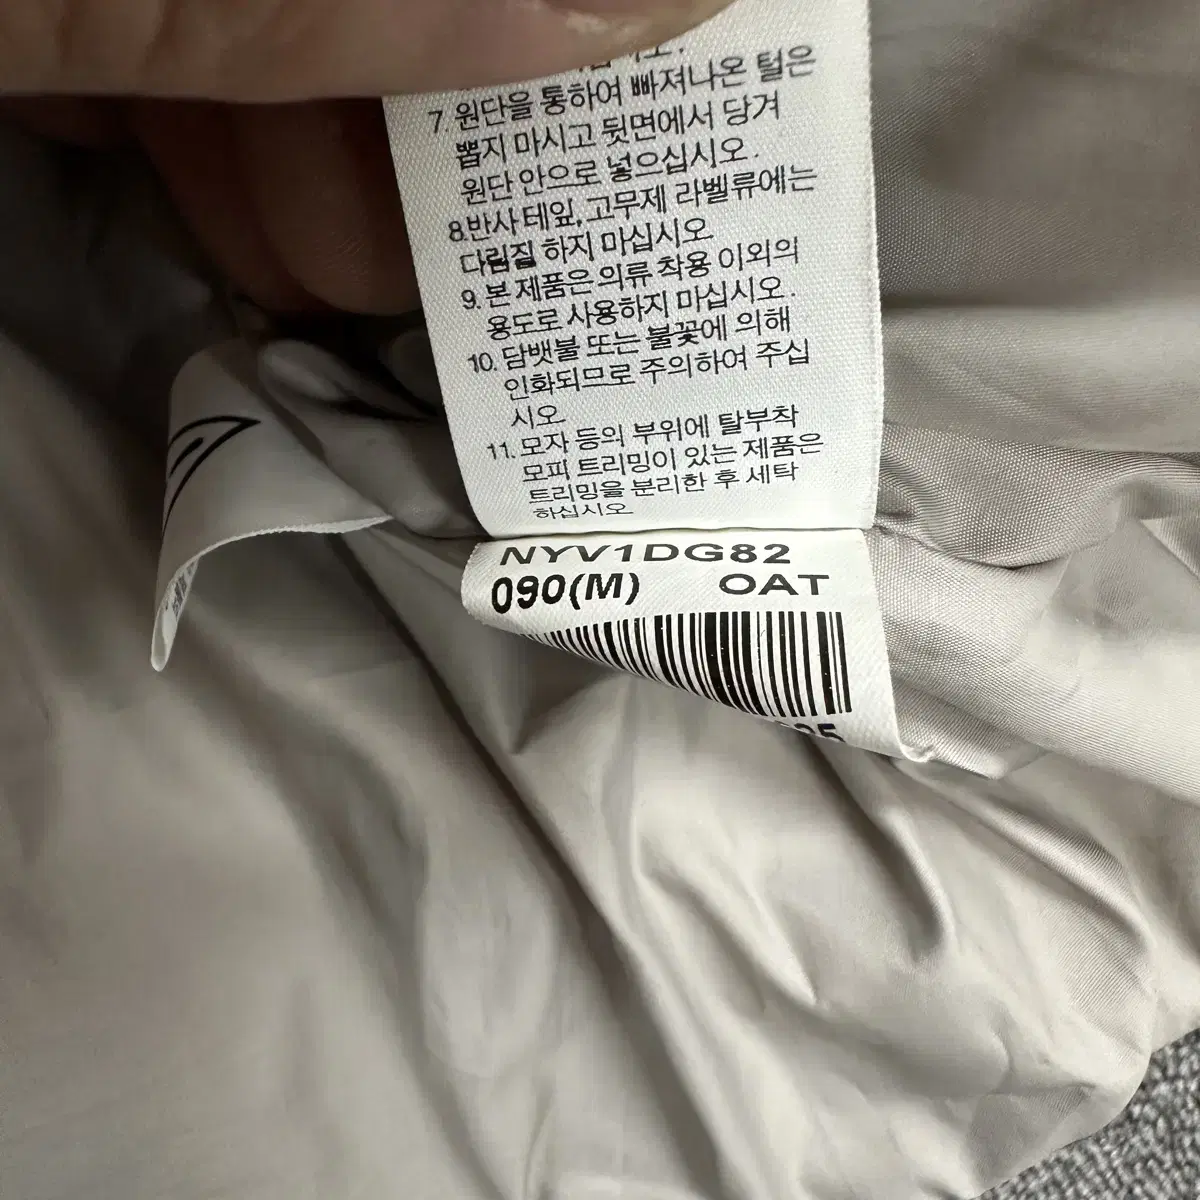 7. 원단을 통하여 빠져나온 털은
뽑지 마시고 뒷면에서 당겨
원단 안으로 넣으십시오.
8.반사 테잎, 고무제 라벨류에는
다림질 하지 마십시오
9. 본 제품은 의류 착용 이외의
용도로 사용하지 마십시오.
10. 담뱃불 또는 불꽃에 의해
인화되므로 주의하여 주십
시오
11. 모자 등의 부위에 탈부착
모피 트리밍이 있는 제품은
트리밍을 분리한 후 세탁
하십시오
NYV1DG82
090(M) OAT